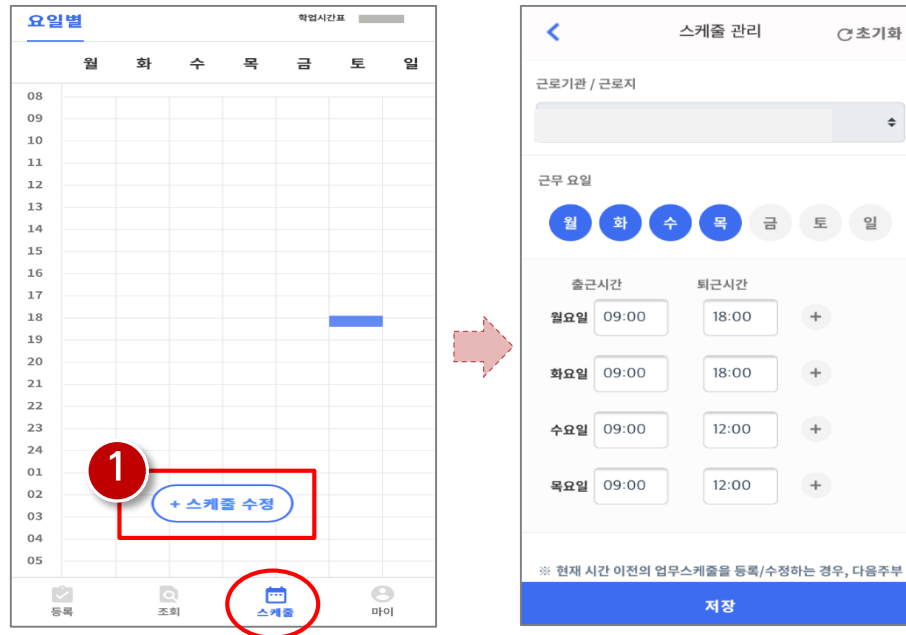 요일별
학업시간표
월 화 수 목 금 토 일
08
09
10
11
12
13
14
15
16
17
18
19
20
21
22
23
24
01
02
03
04
05
1
+ 스케줄 수정
등록 조회 스케줄 마이
스케줄 관리 초기화
근로기관 / 근로지
근무 요일
월 화 수 목 금 토 일
출근시간 퇴근시간
월요일 09:00 18:00 +
화요일 09:00 18:00 +
수요일 09:00 12:00 +
목요일 09:00 12:00 +
※ 현재 시간 이전의 업무스케줄을 등록/수정하는 경우, 다음주부
저장